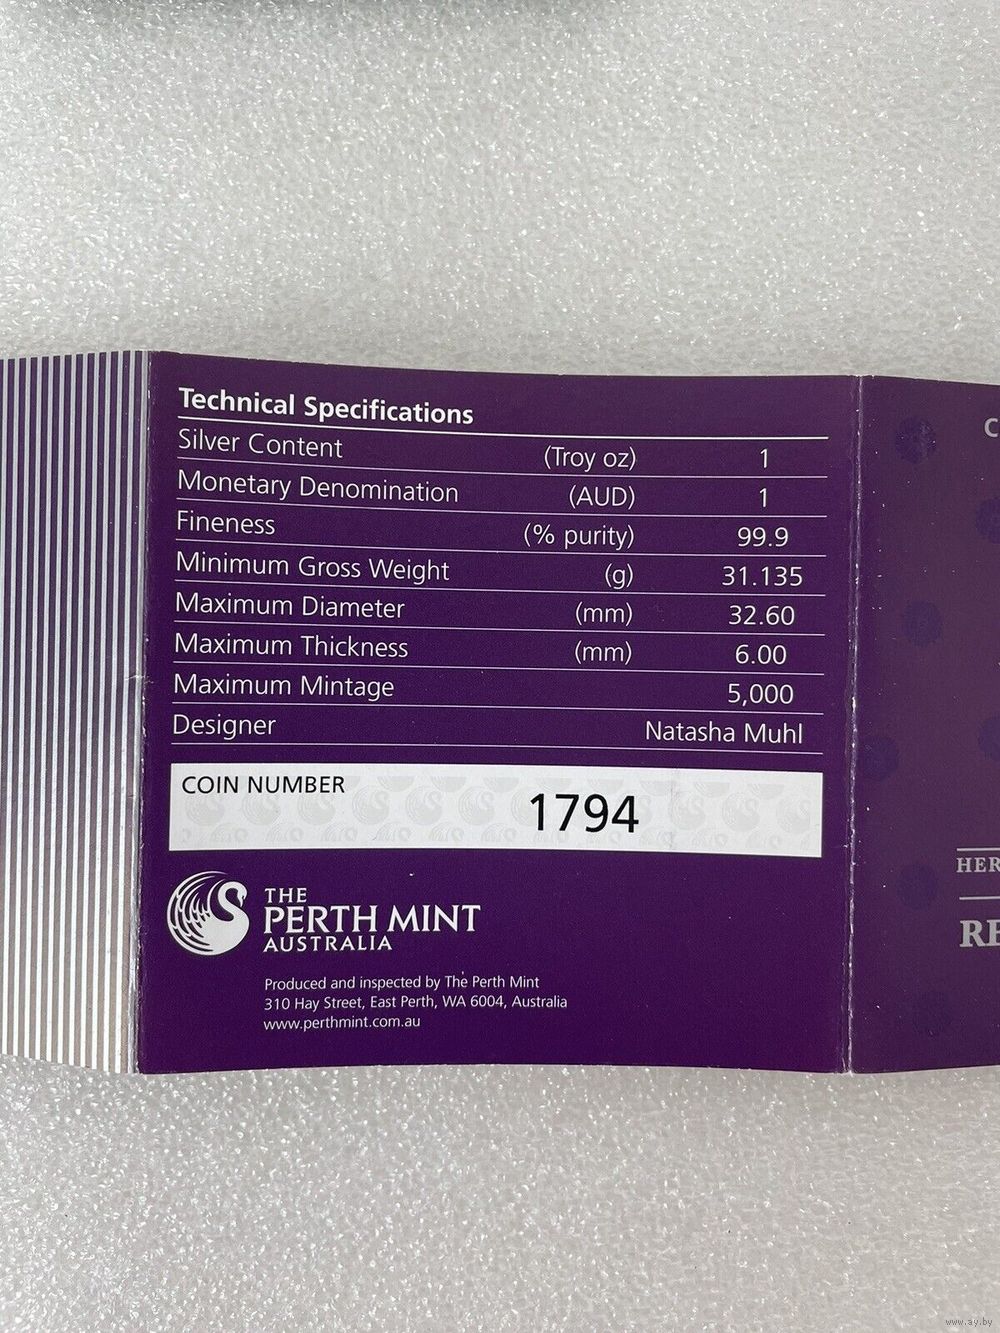 Technical Specifications
Silver Content (Troy oz) 1
Monetary Denomination (AUD) 1
Fineness (% purity) 99.9
Minimum Gross Weight (g) 31.135
Maximum Diameter (mm) 32.60
Maximum Thickness (mm) 6.00
Maximum Mintage 5,000
Designer Natasha Muhl
COIN NUMBER
1794
THE
PERTH MINT
AUSTRALIA
Produced and inspected by The Perth Mint
310 Hay Street, East Perth, WA 6004, Australia
www.perthmint.com.au
www.ay.by